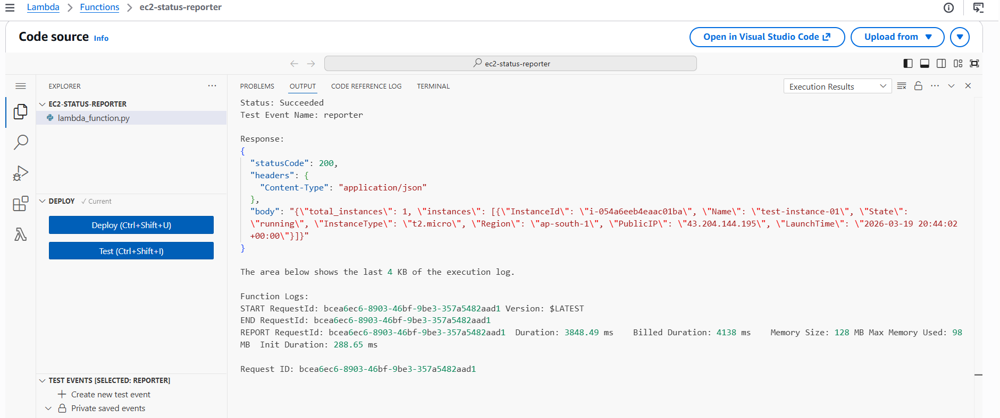 Lambda > Functions > ec2-status-reporter
Code source Info
Open in Visual Studio Code
Upload from
ec2-status-reporter
EXPLORER
EC2-STATUS-REPORTER
lambda_function.py
DEPLOY ✓ Current
Deploy (Ctrl+Shift+U)
Test (Ctrl+Shift+I)
TEST EVENTS [SELECTED: REPORTER]
Create new test event
Private saved events
PROBLEMS OUTPUT CODE REFERENCE LOG TERMINAL
Execution Results
Status: Succeeded
Test Event Name: reporter
Response:
{
"statusCode": 200,
"headers": {
"Content-Type": "application/json"
},
"body": "{\"total_instances\": 1, \"instances\": [{\"InstanceId\": \"i-054a6eeb4eaac01ba\", \"Name\": \"test-instance-01\", \"State\":
\"running\", \"InstanceType\": \"t2.micro\", \"Region\": \"ap-south-1\", \"PublicIP\": \"43.204.144.195\", \"LaunchTime\": \"2026-03-19 20:44:02
+00:00\"}]}"
}
The area below shows the last 4 KB of the execution log.
Function Logs:
START RequestId: bcea6ec6-8903-46bf-9be3-357a5482aad1 Version: $LATEST
END RequestId: bcea6ec6-8903-46bf-9be3-357a5482aad1
REPORT RequestId: bcea6ec6-8903-46bf-9be3-357a5482aad1 Duration: 3848.49 ms Billed Duration: 4138 ms Memory Size: 128 MB Max Memory Used: 98
MB Init Duration: 288.65 ms
Request ID: bcea6ec6-8903-46bf-9be3-357a5482aad1